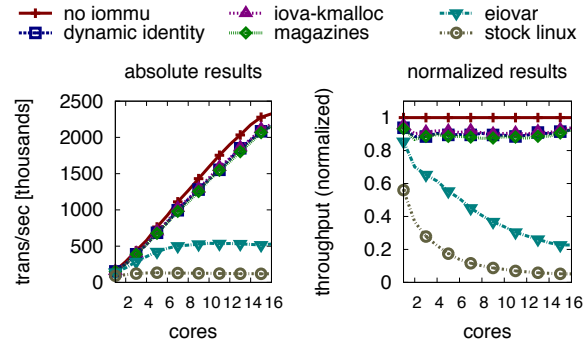 no iommu iova-kmalloc eiovar
dynamic identity magazines stock linux
absolute results normalized results
trans/sec [thousands]
2500
2000
1500
1000
500
0
2 4 6 8 10 12 14 16
cores
throughput (normalized)
1
0.8
0.6
0.4
0.2
0
2 4 6 8 10 12 14 16
cores